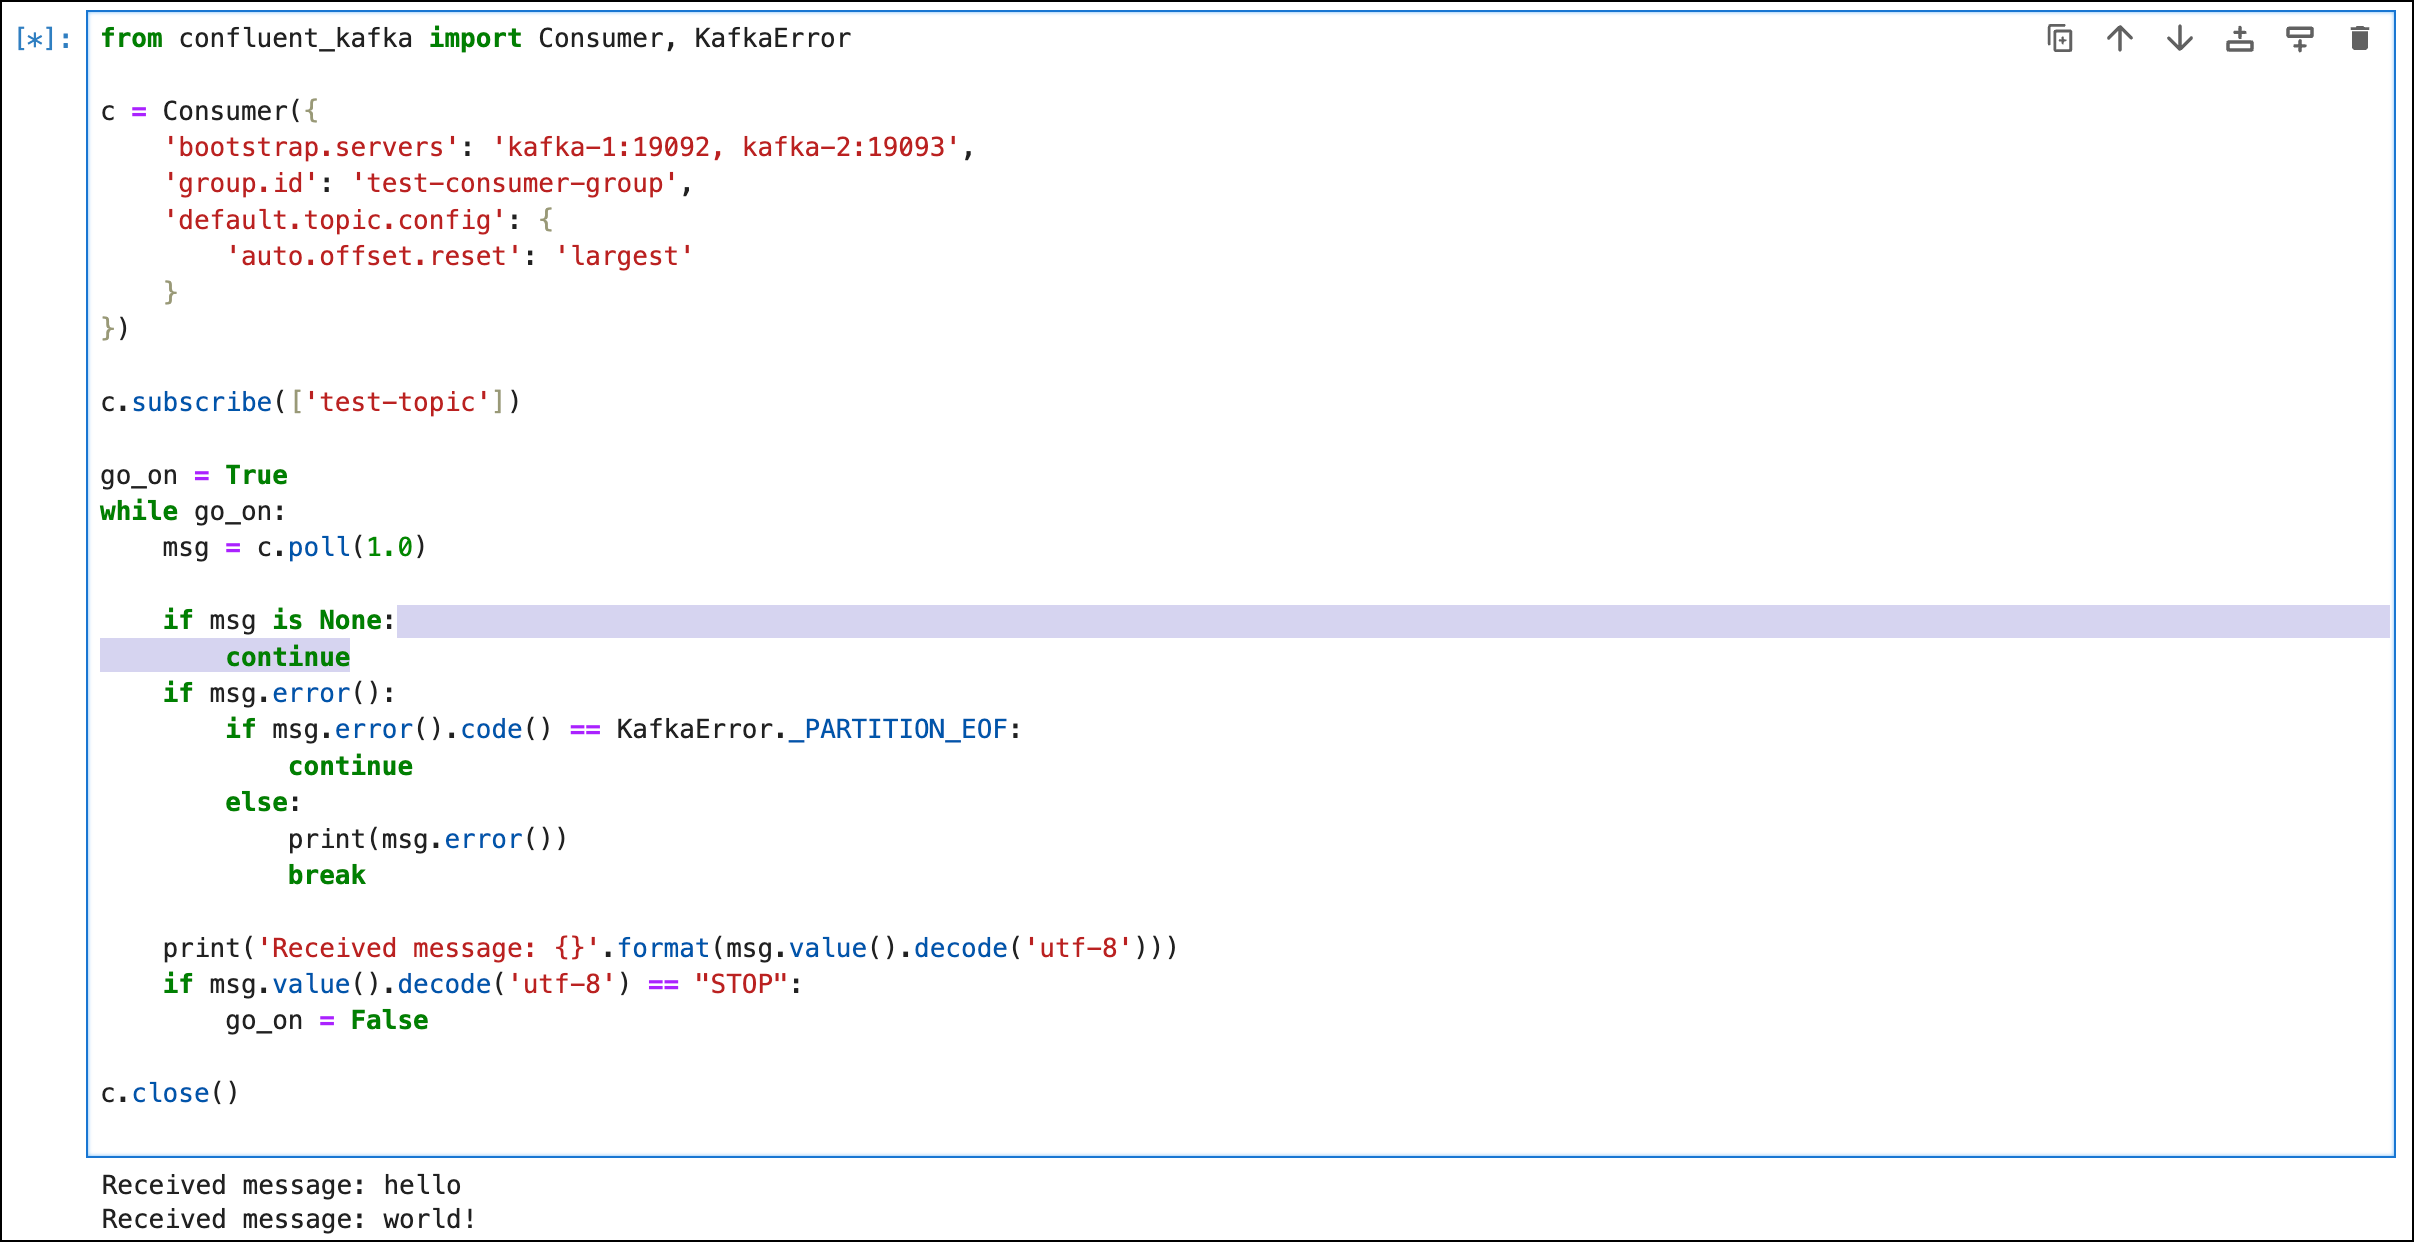 [*]: from confluent_kafka import Consumer, KafkaError
c = Consumer({
    'bootstrap.servers': 'kafka-1:19092, kafka-2:19093',
    'group.id': 'test-consumer-group',
    'default.topic.config': {
        'auto.offset.reset': 'largest'
    }
})
c.subscribe(['test-topic'])
go_on = True
while go_on:
    msg = c.poll(1.0)
    if msg is None:
        continue
    if msg.error():
        if msg.error().code() == KafkaError._PARTITION_EOF:
            continue
        else:
            print(msg.error())
            break
    print('Received message: {}'.format(msg.value().decode('utf-8')))
    if msg.value().decode('utf-8') == "STOP":
        go_on = False
c.close()
Received message: hello
Received message: world!